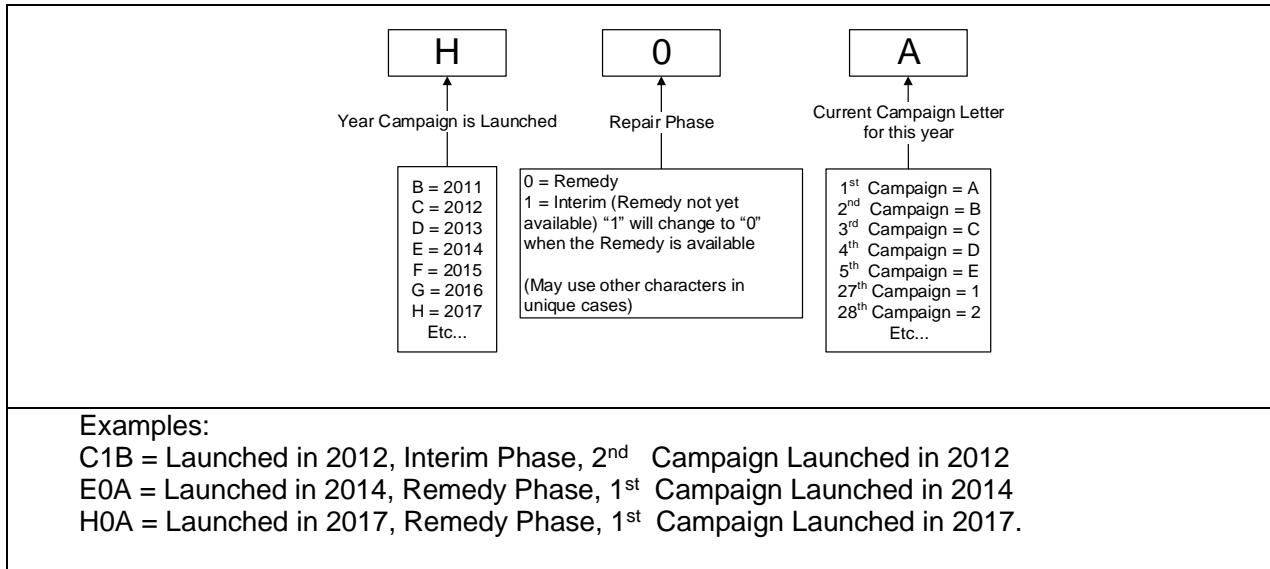 H
0
A
Year Campaign is Launched
Repair Phase
Current Campaign Letter
for this year
B = 2011
C = 2012
D = 2013
E = 2014
F = 2015
G = 2016
H = 2017
Etc...
0 = Remedy
1 = Interim (Remedy not yet
available) “1” will change to “0”
when the Remedy is available
(May use other characters in
unique cases)
1st Campaign = A
2nd Campaign = B
3rd Campaign = C
4th Campaign = D
5th Campaign = E
27th Campaign = 1
28th Campaign = 2
Etc...
Examples:
C1B = Launched in 2012, Interim Phase, 2nd Campaign Launched in 2012
E0A = Launched in 2014, Remedy Phase, 1st Campaign Launched in 2014
H0A = Launched in 2017, Remedy Phase, 1st Campaign Launched in 2017.